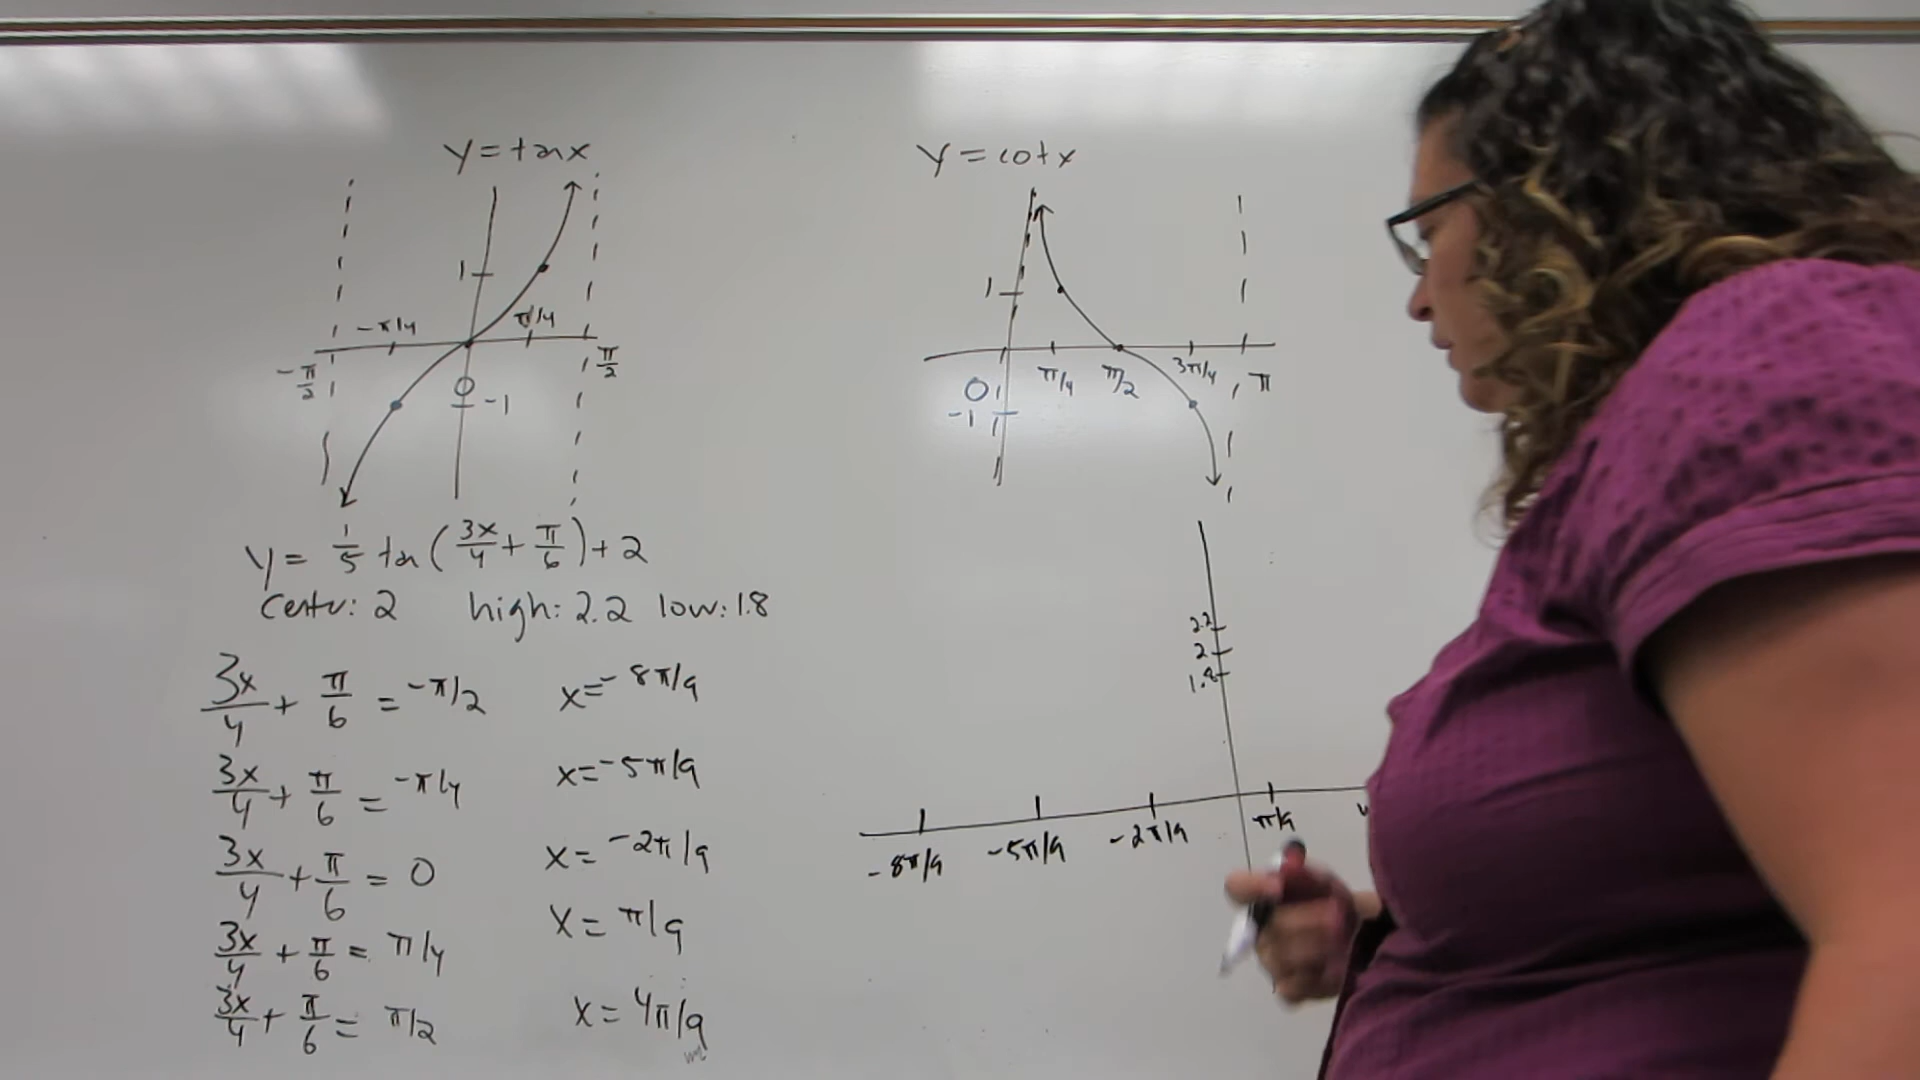 y = tan x
1
-π/4
π/4
-π/2
π/2
0
-1
y = cot x
1
0
π/4
π/2
3π/4
π
-1
y = 1/5 tan (3x/4 + π/6) + 2
Center: 2 high: 2.2 low: 1.8
3x/4 + π/6 = -π/2 x = -8π/9
3x/4 + π/6 = -π/4 x = -5π/9
3x/4 + π/6 = 0 x = -2π/9
3x/4 + π/6 = π/4 x = π/9
3x/4 + π/6 = π/2 x = 4π/9
2.2
2
1.8
-8π/9 -5π/9 -2π/9 π/9